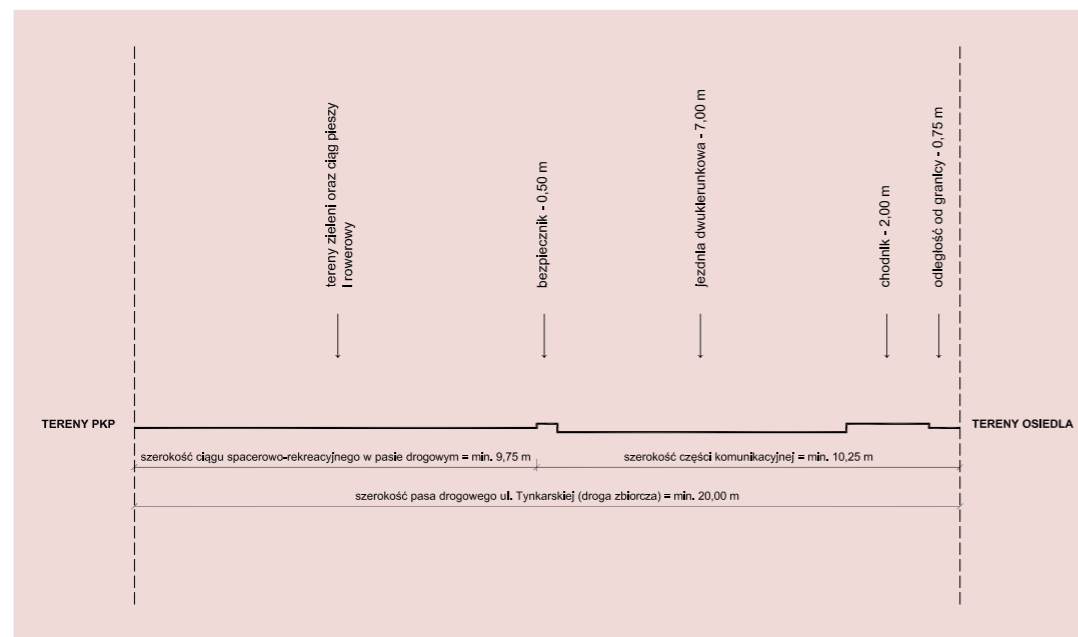 tereny zieleni oraz ciąg pieszy
i rowerowy
bezpiecznik - 0,50 m
jezdnia dwukierunkowa - 7,00 m
chodnik - 2,00 m
odległość od granicy - 0,75 m
TERENY PKP
TERENY OSIEDLA
szerokość ciągu spacerowo-rekreacyjnego w pasie drogowym = min. 9,75 m
szerokość części komunikacyjnej = min. 10,25 m
szerokość pasa drogowego ul. Tynkarskiej (droga zbiorcza) = min. 20,00 m